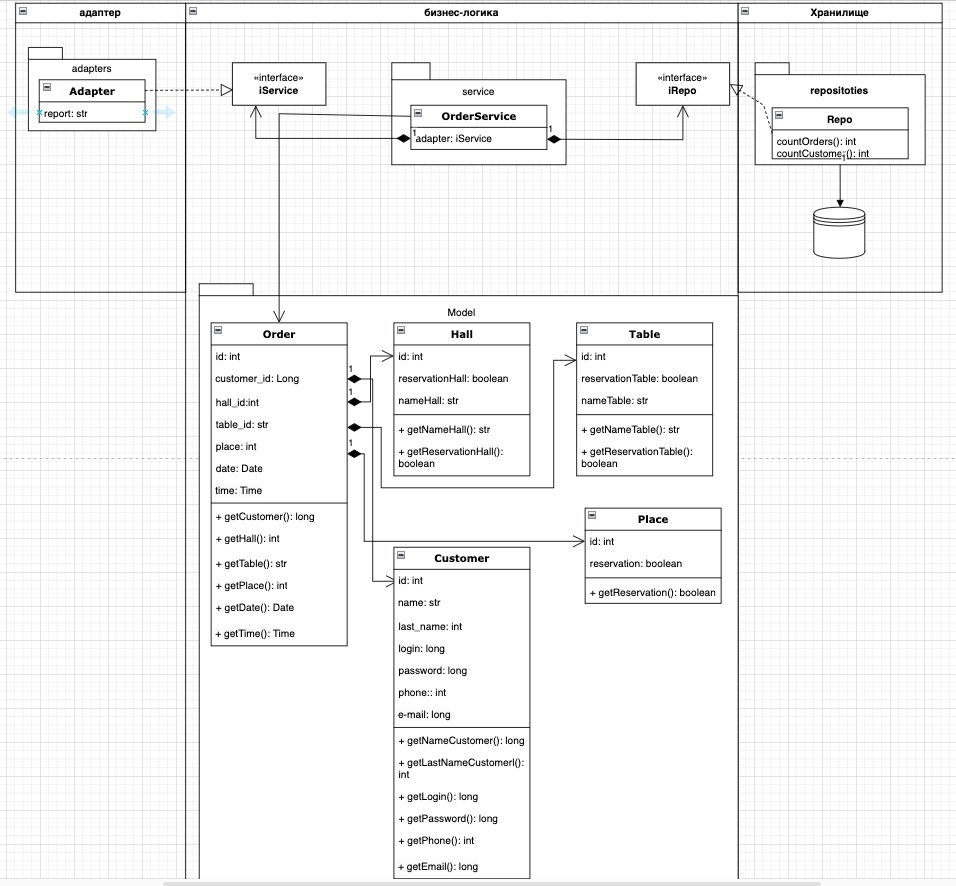 адаптер
бизнес-логика
Хранилище
adapters
Adapter
report: str
«interface»
iService
service
OrderService
1
adapter: iService
1
«interface»
iRepo
repositoties
Repo
countOrders(): int
countCustomer(): int
Model
Order
id: int
customer_id: Long
hall_id:int
table_id: str
place: int
date: Date
time: Time
+ getCustomer(): long
+ getHall(): int
+ getTable(): str
+ getPlace(): int
+ getDate(): Date
+ getTime(): Time
1
1
1
Hall
id: int
reservationHall: boolean
nameHall: str
+ getNameHall(): str
+ getReservationHall():
boolean
Table
id: int
reservationTable: boolean
nameTable: str
+ getNameTable(): str
+ getReservationTable():
boolean
Place
id: int
reservation: boolean
+ getReservation(): boolean
Customer
id: int
name: str
last_name: int
login: long
password: long
phone:: int
e-mail: long
+ getNameCustomer(): long
+ getLastNameCustomerl():
int
+ getLogin(): long
+ getPassword(): long
+ getPhone(): int
+ getEmail(): long